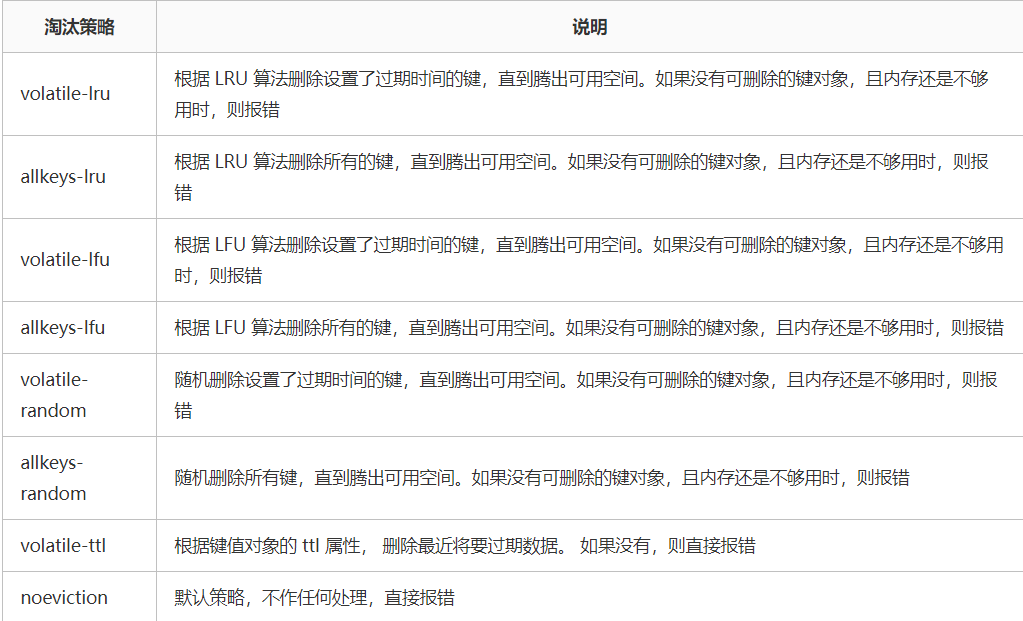 淘汰策略 说明
volatile-lru
根据 LRU 算法删除设置了过期时间的键，直到腾出可用空间。如果没有可删除的键对象，且内存还是不够
用时，则报错
allkeys-lru
根据 LRU 算法删除所有的键，直到腾出可用空间。如果没有可删除的键对象，且内存还是不够用时，则报
错
volatile-lfu
根据 LFU 算法删除设置了过期时间的键，直到腾出可用空间。如果没有可删除的键对象，且内存还是不够用
时，则报错
allkeys-lfu
根据 LFU 算法删除所有的键，直到腾出可用空间。如果没有可删除的键对象，且内存还是不够用时，则报错
volatile-
random
随机删除设置了过期时间的键，直到腾出可用空间。如果没有可删除的键对象，且内存还是不够用时，则报
错
allkeys-
random
随机删除所有键，直到腾出可用空间。如果没有可删除的键对象，且内存还是不够用时，则报错
volatile-ttl
根据键值对象的 ttl 属性， 删除最近将要过期数据。 如果没有，则直接报错
noeviction
默认策略，不作任何处理，直接报错